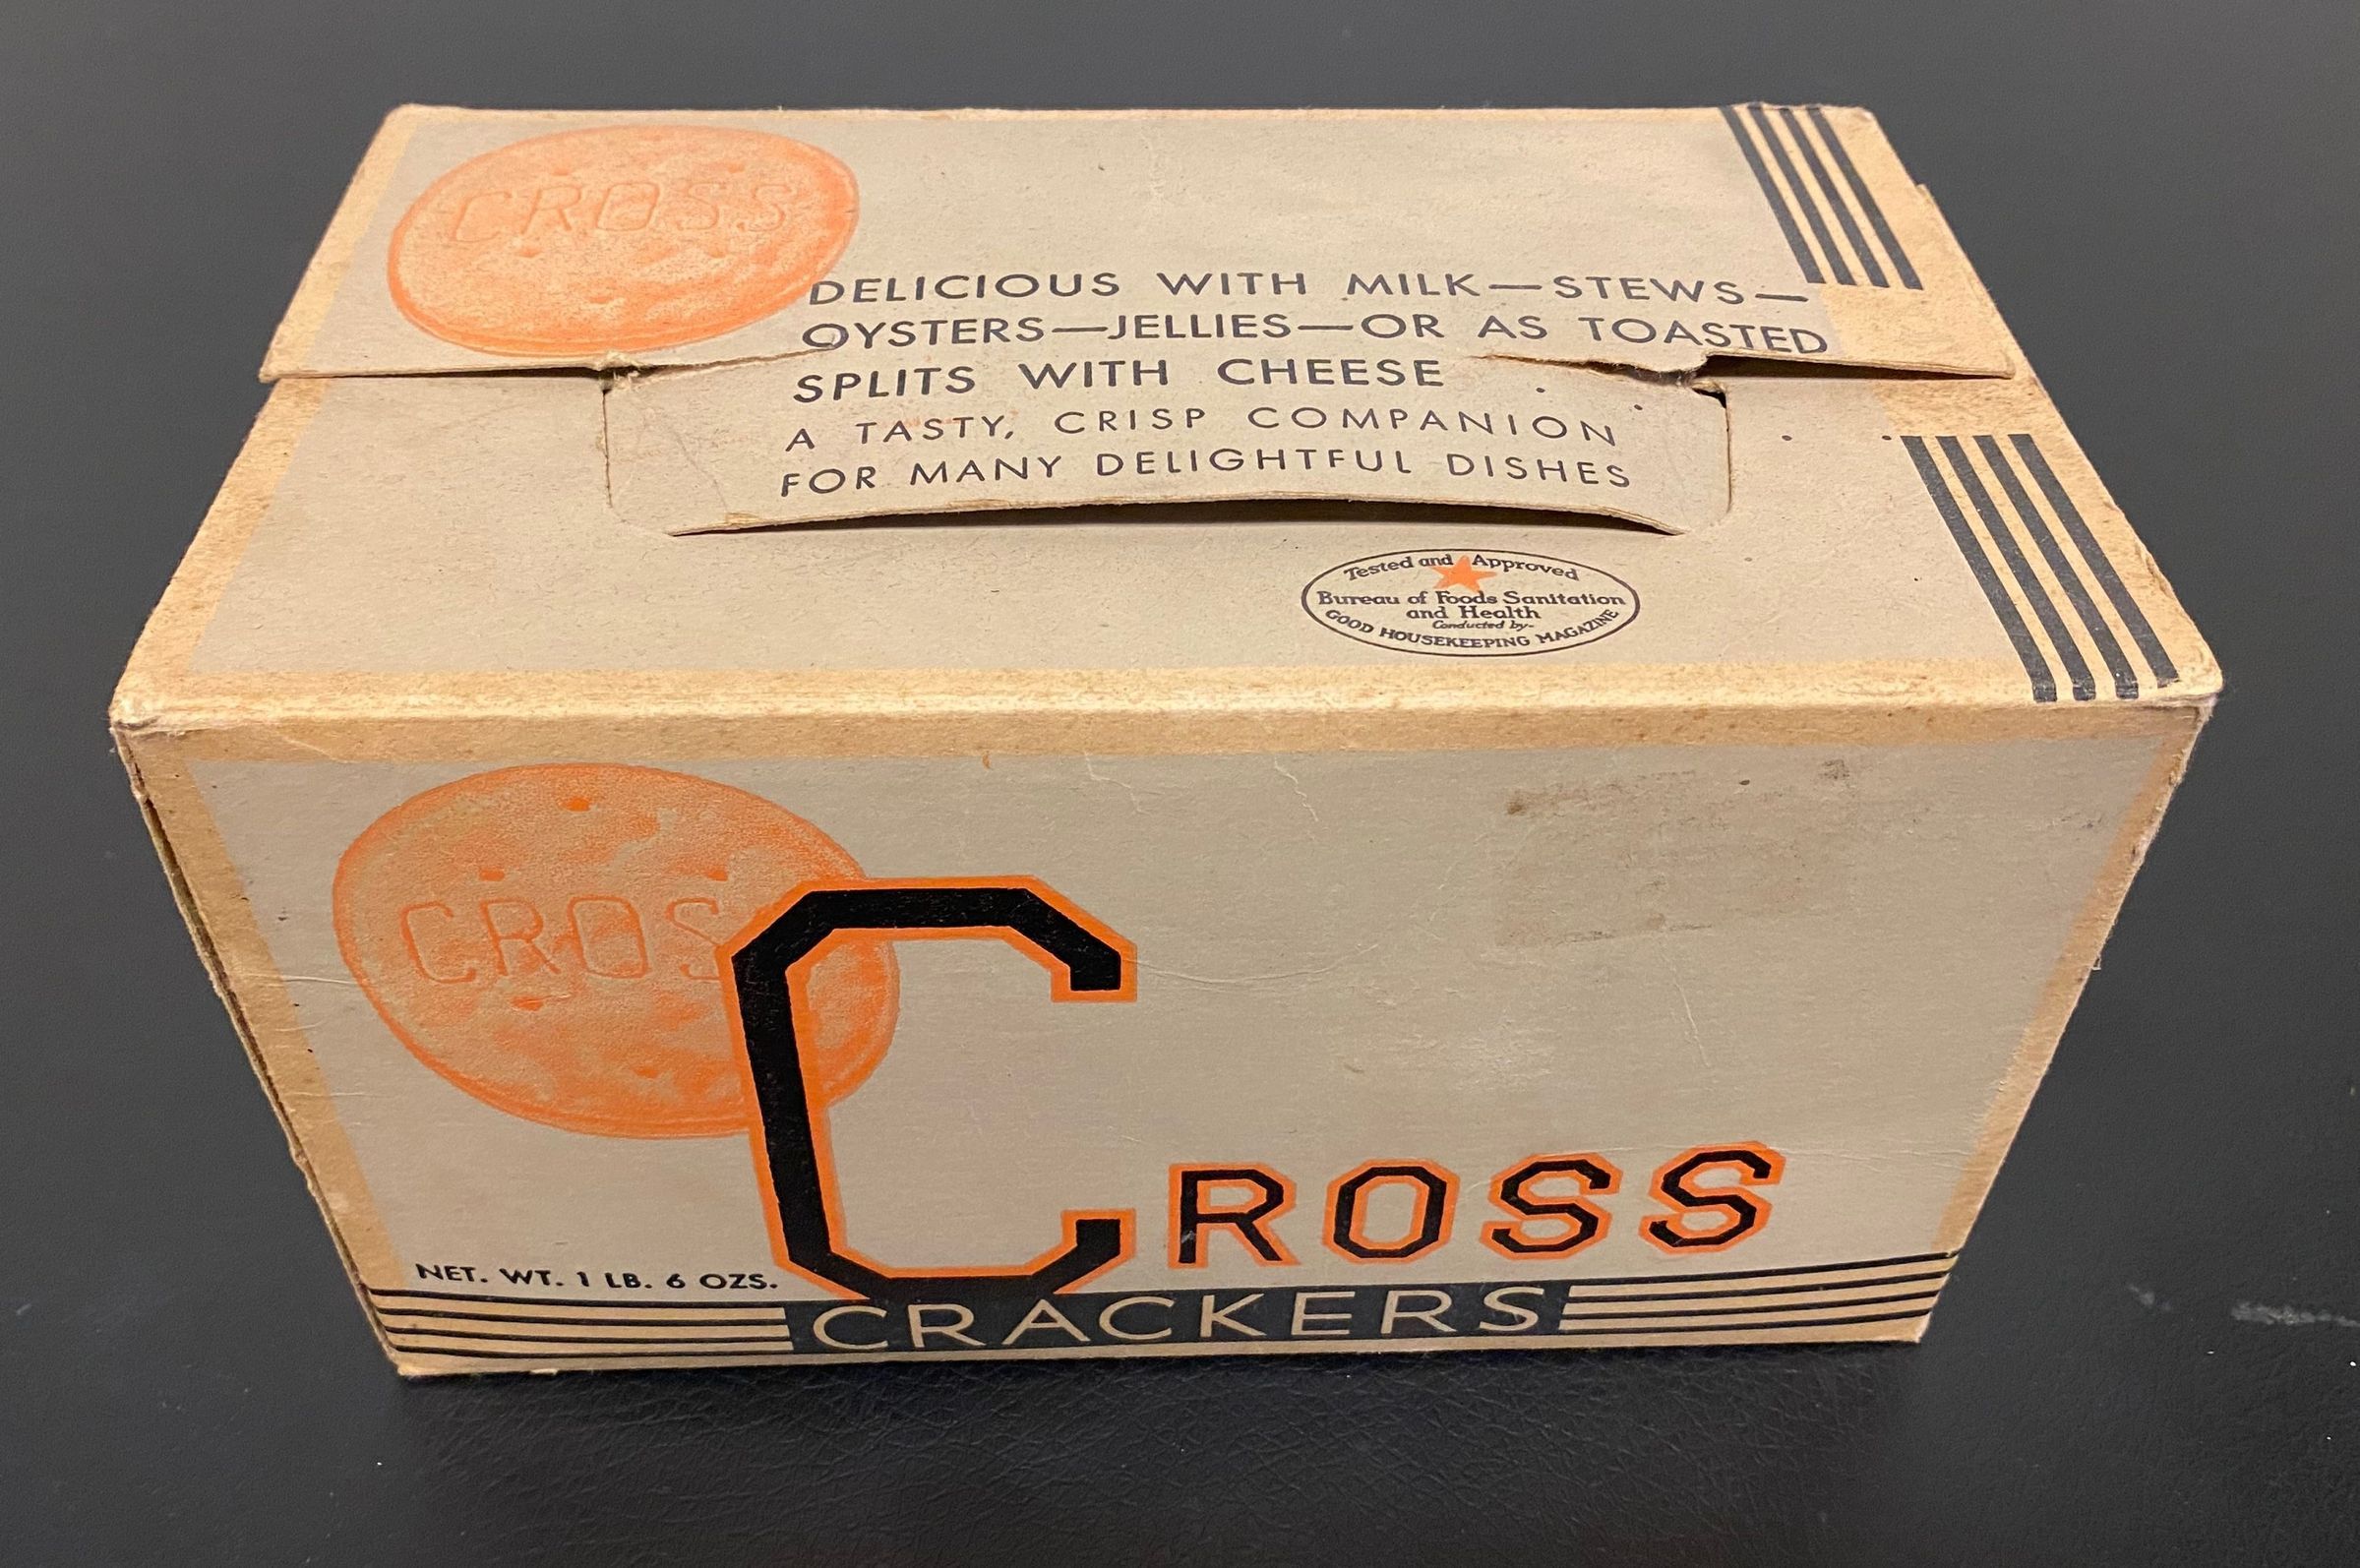 CROSS
DELICIOUS WITH MILK—STEWS—
OYSTERS—JELLIES—OR AS TOASTED
SPLITS WITH CHEESE
A TASTY, CRISP COMPANION
FOR MANY DELIGHTFUL DISHES
Tested and Approved
Bureau of Foods Sanitation
and Health
Conducted by
GOOD HOUSEKEEPING MAGAZINE
CROS
CROSS
NET. WT. 1 LB. 6 OZS.
CRACKERS